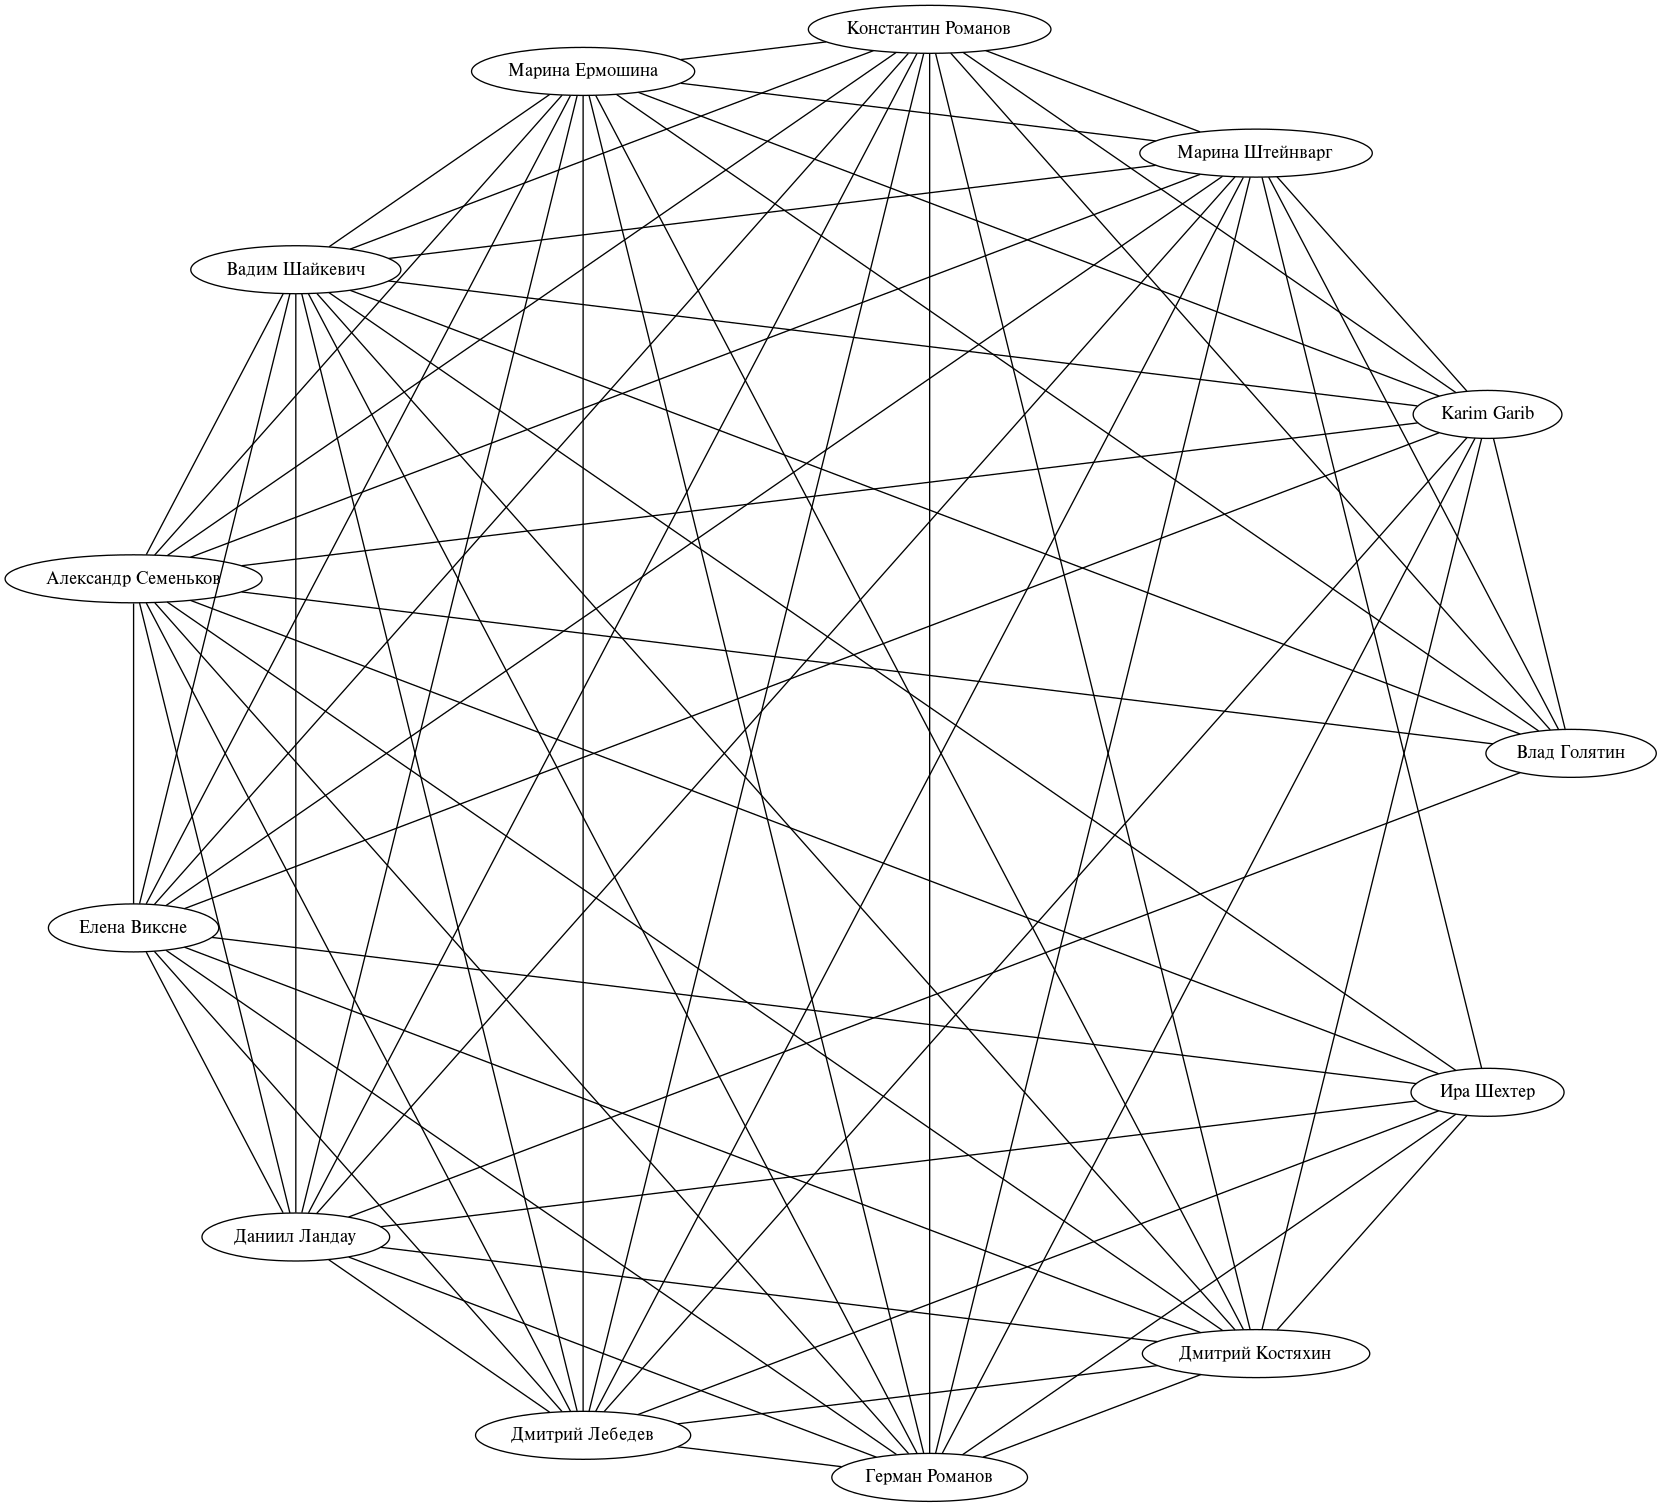 Константин Романов
Марина Ермошина
Марина Штейнварг
Вадим Шайкевич
Karim Garib
Александр Семеньков
Влад Голятин
Елена Виксне
Ира Шехтер
Даниил Ландау
Дмитрий Костяхин
Дмитрий Лебедев
Герман Романов